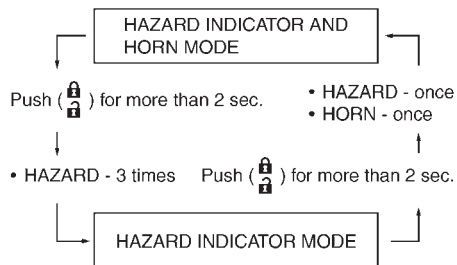 HAZARD INDICATOR AND
HORN MODE
Push ( ) for more than 2 sec.
• HAZARD - once
• HORN - once
• HAZARD - 3 times
Push ( ) for more than 2 sec.
HAZARD INDICATOR MODE